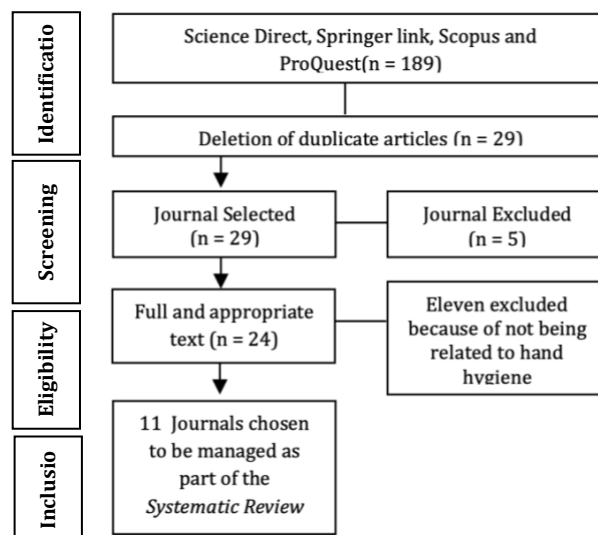 Identificatio
Science Direct, Springer link, Scopus and
ProQuest(n = 189)
Deletion of duplicate articles (n = 29)
Screening
Journal Selected
(n = 29)
Journal Excluded
(n = 5)
Eligibility
Full and appropriate
text (n = 24)
Eleven excluded
because of not being
related to hand
hygiene
Inclusio
11 Journals chosen
to be managed as
part of the
Systematic Review